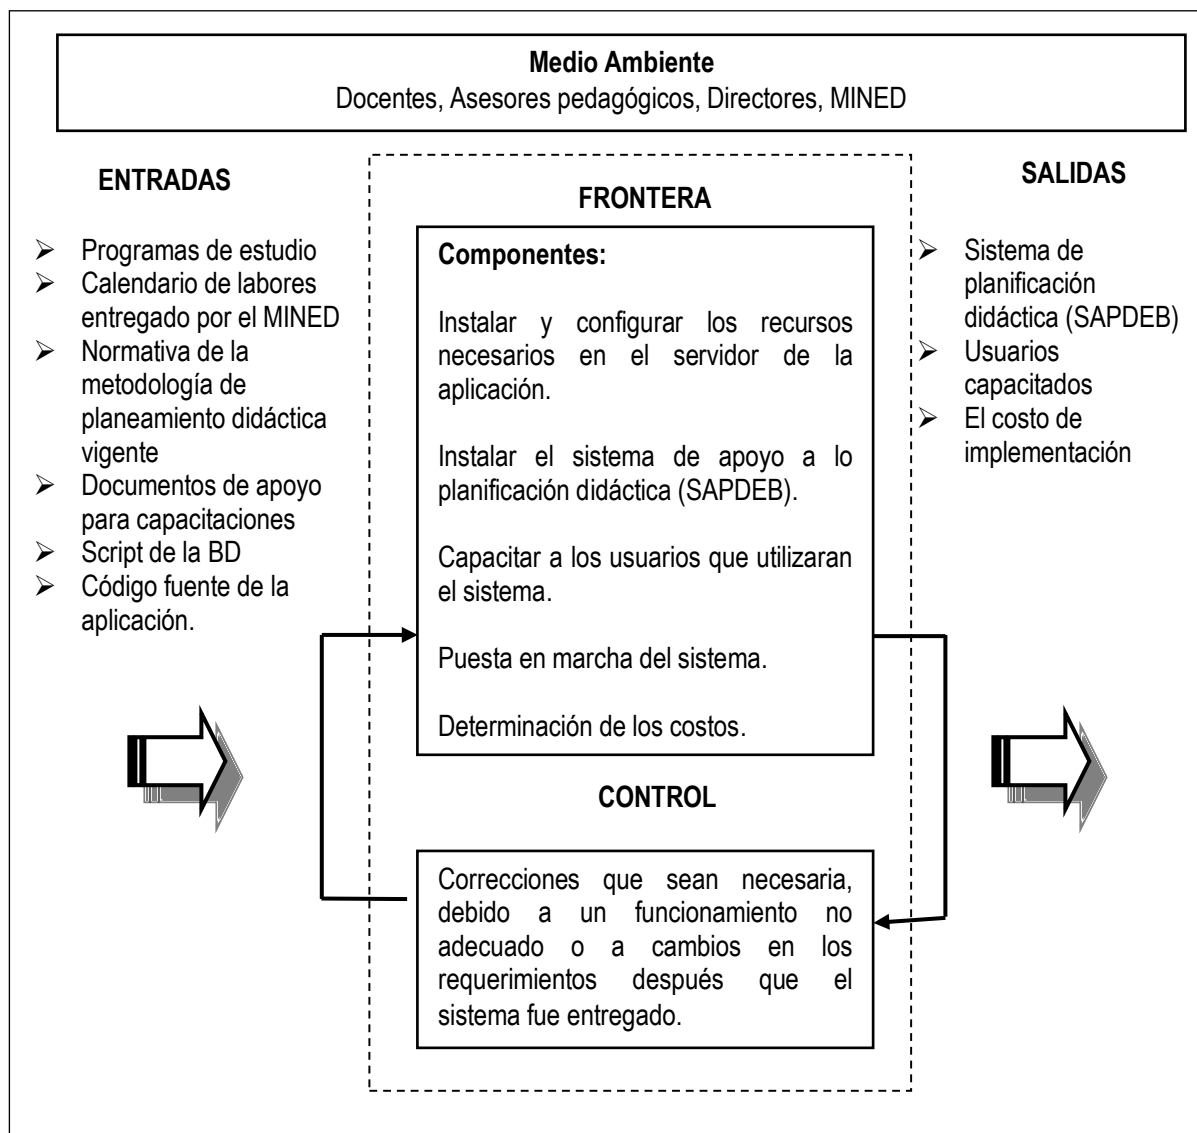 Medio Ambiente
Docentes, Asesores pedagógicos, Directores, MINED
ENTRADAS
➢ Programas de estudio
➢ Calendario de labores
entregado por el MINED
➢ Normativa de la
metodología de
planeamiento didáctica
vigente
➢ Documentos de apoyo
para capacitaciones
➢ Script de la BD
➢ Código fuente de la
aplicación.
FRONTERA
Componentes:
Instalar y configurar los recursos
necesarios en el servidor de la
aplicación.
Instalar el sistema de apoyo a lo
planificación didáctica (SAPDEB).
Capacitar a los usuarios que utilizaran
el sistema.
Puesta en marcha del sistema.
Determinación de los costos.
CONTROL
Correcciones que sean necesaria,
debido a un funcionamiento no
adecuado o a cambios en los
requerimientos después que el
sistema fue entregado.
SALIDAS
➢ Sistema de
planificación
didáctica (SAPDEB)
➢ Usuarios
capacitados
➢ El costo de
implementación